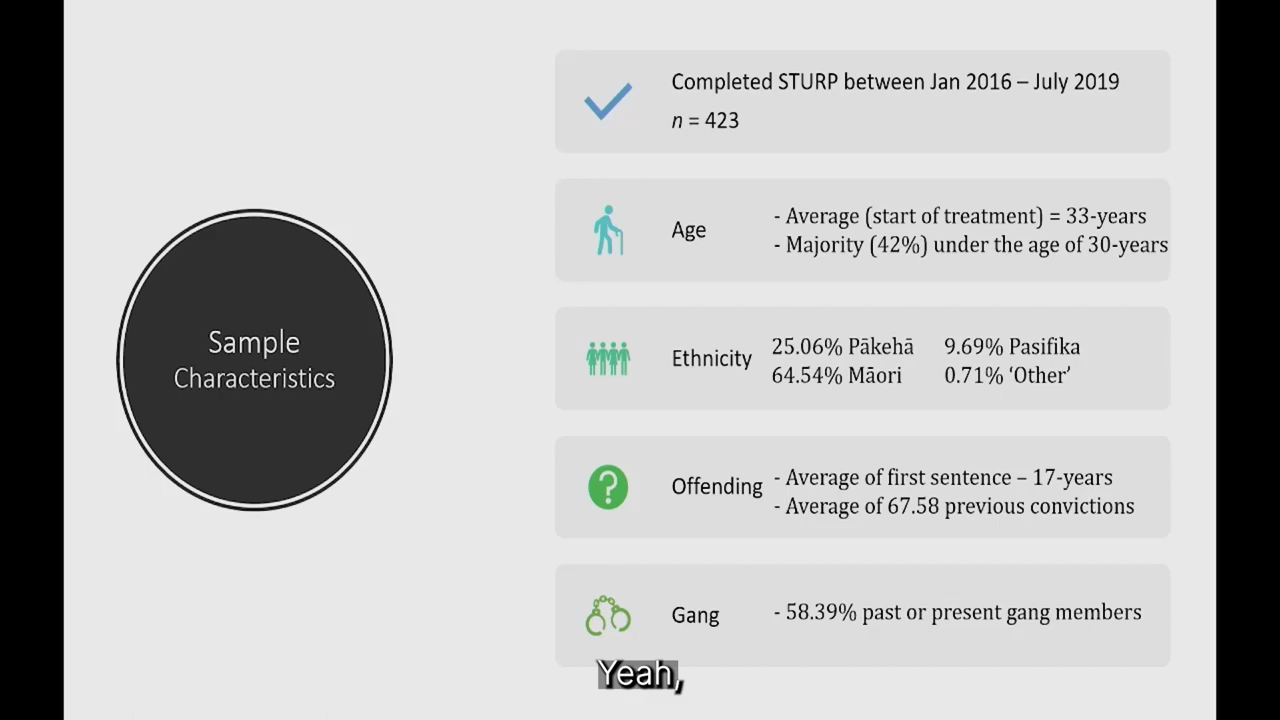 Sample
Characteristics
Completed STURP between Jan 2016 – July 2019
n = 423
Age
- Average (start of treatment) = 33-years
- Majority (42%) under the age of 30-years
Ethnicity
25.06% Pākehā 9.69% Pasifika
64.54% Māori 0.71% ‘Other’
Offending
- Average of first sentence – 17-years
- Average of 67.58 previous convictions
Gang
- 58.39% past or present gang members
Yeah,